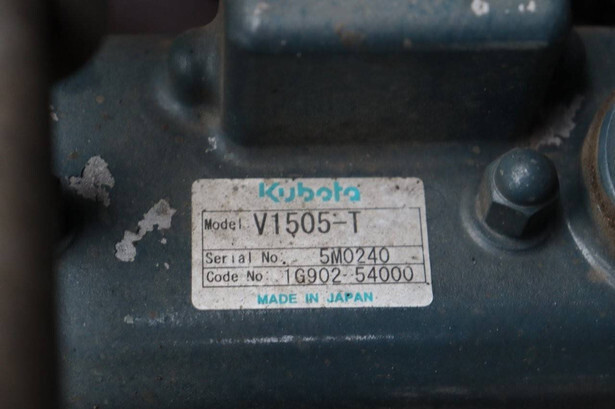 Kubota
Model V1505-T
Serial No. 5M0240
Code No. 1G902-54000
MADE IN JAPAN